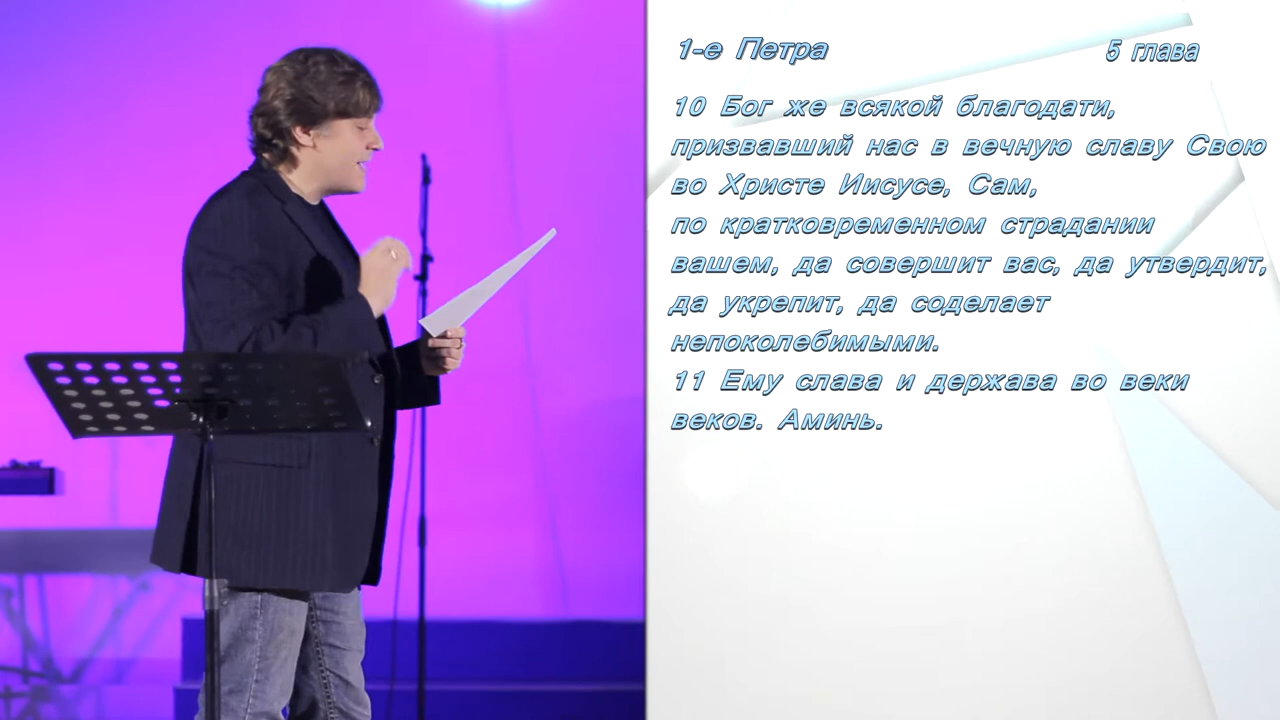 1-е Петра 5 глава
10 Бог же всякой благодати,
призвавший нас в вечную славу Свою
во Христе Иисусе, Сам,
по кратковременном страдании
вашем, да совершит вас, да утвердит,
да укрепит, да соделает
непоколебимыми.
11 Ему слава и держава во веки
веков. Аминь.